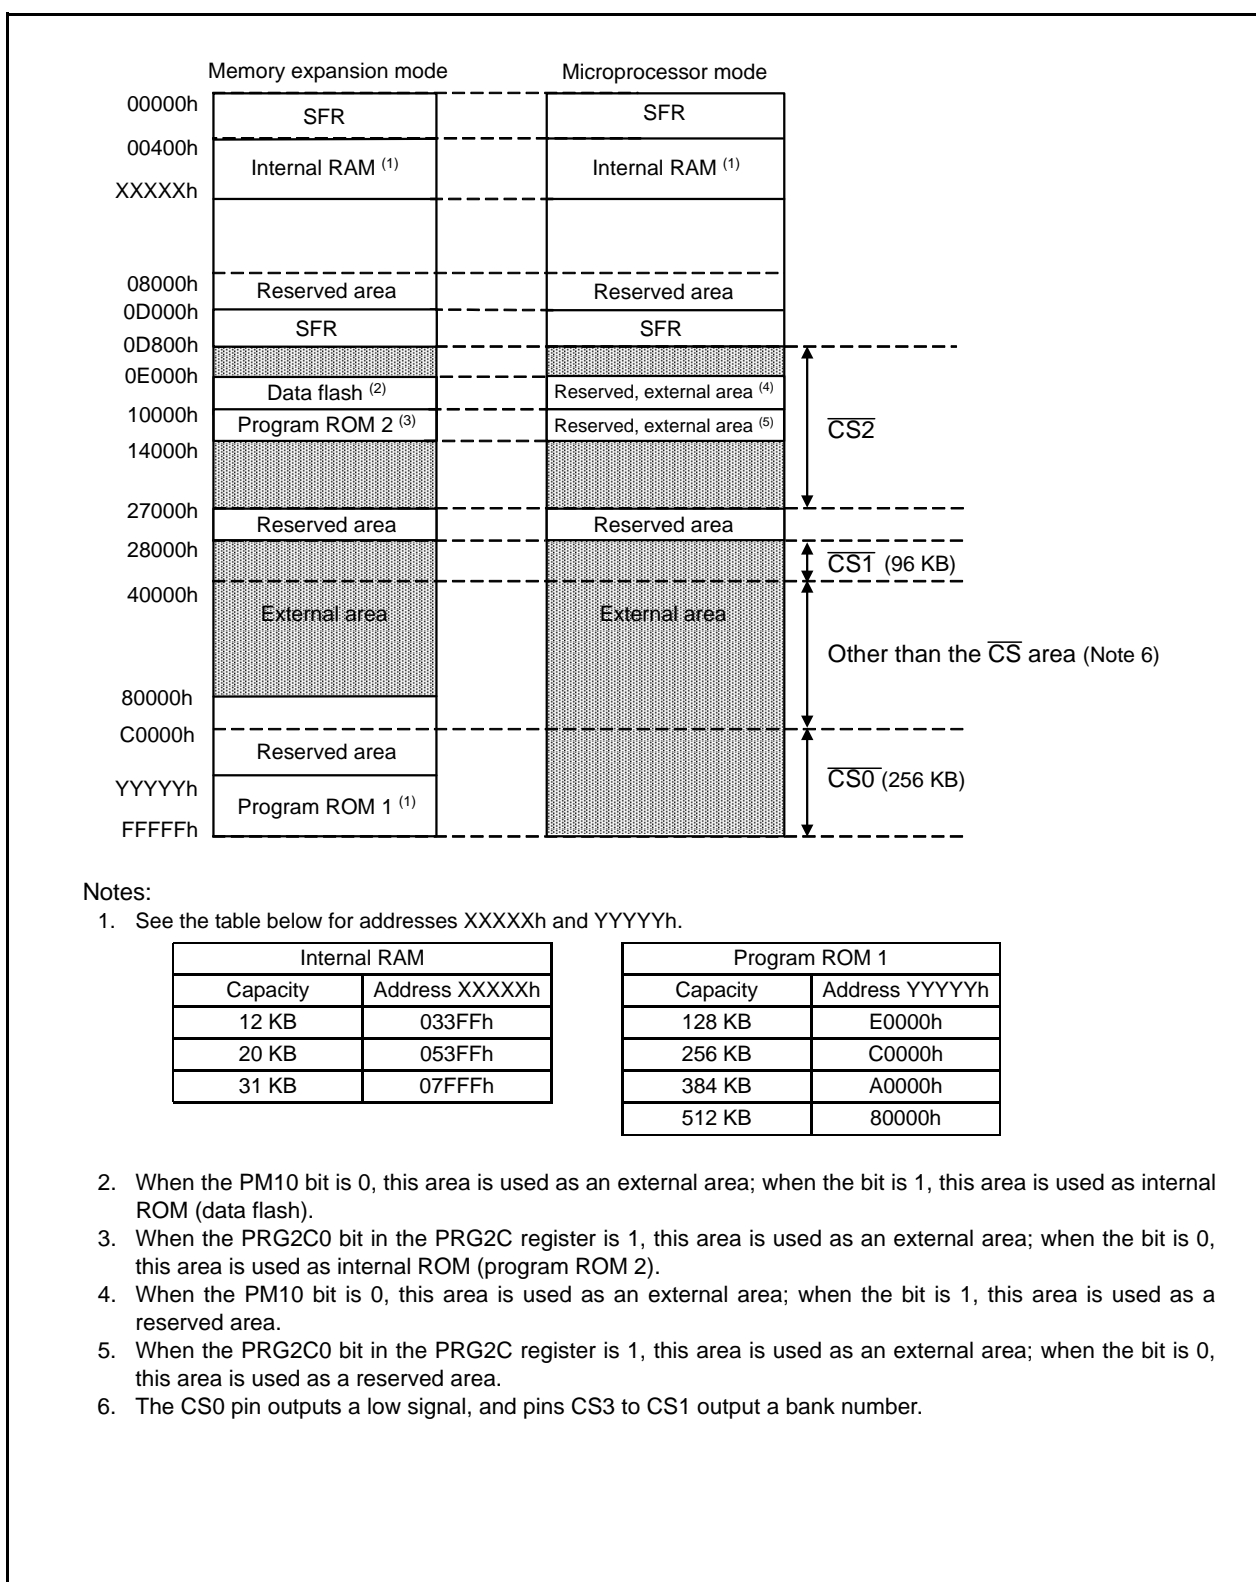 Memory expansion mode
Microprocessor mode
00000h
SFR
SFR
00400h
Internal RAM (1)
Internal RAM (1)
XXXXXh
08000h
Reserved area
Reserved area
0D000h
SFR
SFR
0D800h
0E000h
Data flash (2)
Reserved, external area (4)
10000h
Program ROM 2 (3)
Reserved, external area (5)
CS2
14000h
27000h
Reserved area
Reserved area
28000h
CS1 (96 KB)
40000h
External area
External area
Other than the CS area (Note 6)
80000h
C0000h
Reserved area
CS0 (256 KB)
YYYYYh
Program ROM 1 (1)
FFFFFh
Notes:
1. See the table below for addresses XXXXXh and YYYYYh.
Internal RAM
Capacity Address XXXXXh
12 KB 033FFh
20 KB 053FFh
31 KB 07FFFh
Program ROM 1
Capacity Address YYYYYh
128 KB E0000h
256 KB C0000h
384 KB A0000h
512 KB 80000h
2. When the PM10 bit is 0, this area is used as an external area; when the bit is 1, this area is used as internal
ROM (data flash).
3. When the PRG2C0 bit in the PRG2C register is 1, this area is used as an external area; when the bit is 0,
this area is used as internal ROM (program ROM 2).
4. When the PM10 bit is 0, this area is used as an external area; when the bit is 1, this area is used as a
reserved area.
5. When the PRG2C0 bit in the PRG2C register is 1, this area is used as an external area; when the bit is 0,
this area is used as a reserved area.
6. The CS0 pin outputs a low signal, and pins CS3 to CS1 output a bank number.